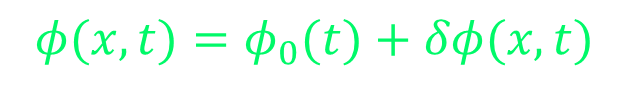 ϕ(x, t) = ϕ₀(t) + δϕ(x, t)